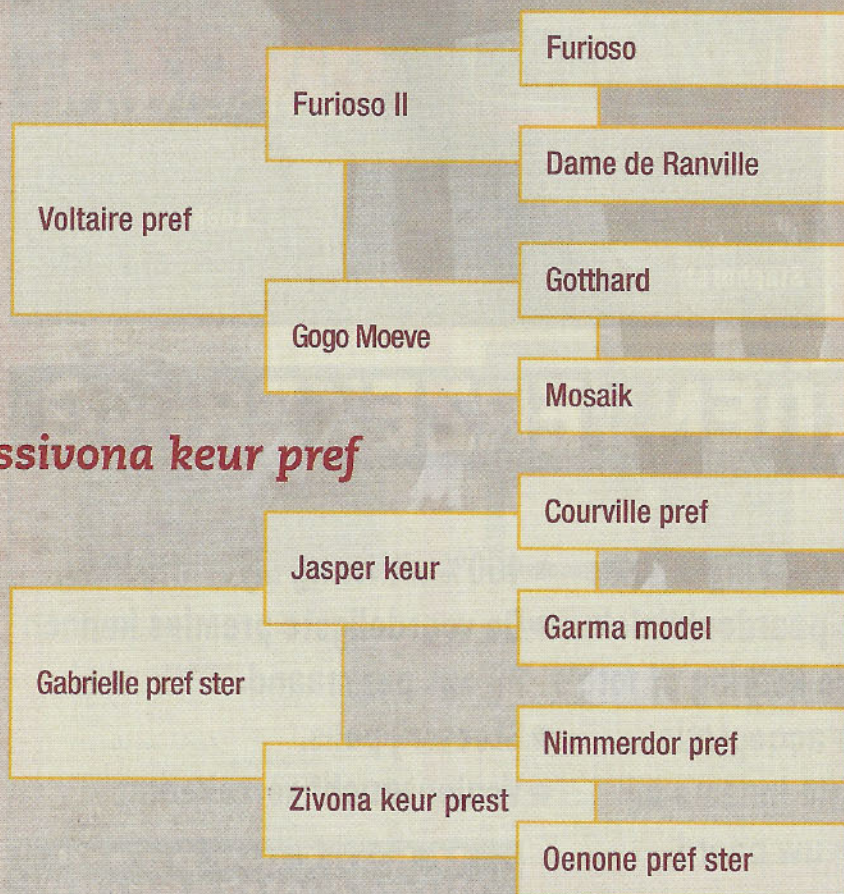 Furioso
Furioso II
Dame de Ranville
Voltaire pref
Gotthard
Gogo Moeve
Mosaik
ssivona keur pref
Courville pref
Jasper keur
Garma model
Gabrielle pref ster
Nimmerdor pref
Zivona keur prest
Oenone pref ster